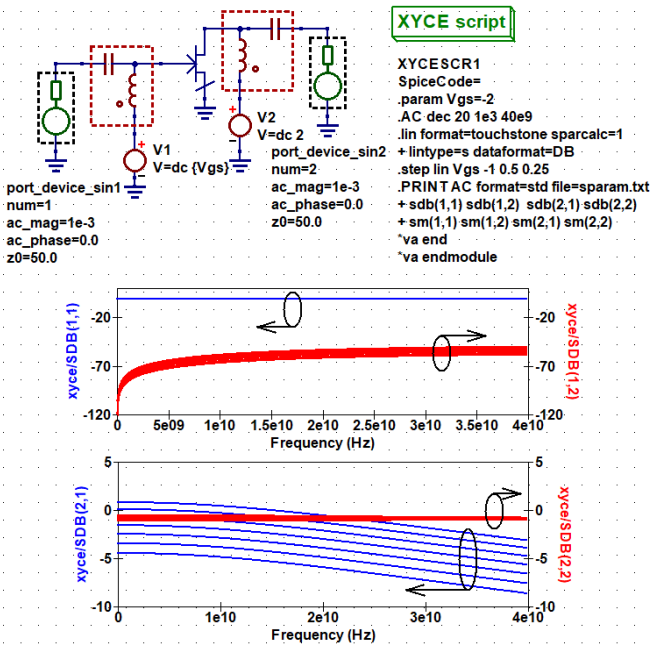 XYCE script
XYCESCR1
SpiceCode=
.param Vgs=-2
.AC dec 20 1e3 40e9
.lin format=touchstone sparcalc=1
+ lintype=s dataformat=DB
.step lin Vgs -1 0.5 0.25
.PRINT AC format=std file=sparam.txt
+ sdb(1,1) sdb(1,2) sdb(2,1) sdb(2,2)
+ sm(1,1) sm(1,2) sm(2,1) sm(2,2)
*va end
*va endmodule
V1
V=dc {Vgs}
V2
V=dc 2
port_device_sin1
num=1
ac_mag=1e-3
ac_phase=0.0
z0=50.0
port_device_sin2
num=2
ac_mag=1e-3
ac_phase=0.0
z0=50.0
xyce/SDB(1,1)
-20
-70
-120
0 5e09 1e10 1.5e10 2e10 2.5e10 3e10 3.5e10 4e10
Frequency (Hz)
-20
-70
-120
xyce/SDB(1,2)
xyce/SDB(2,1)
5
0
-5
-10
0 1e10 2e10 3e10 4e10
Frequency (Hz)
5
0
-5
-10
xyce/SDB(2,2)